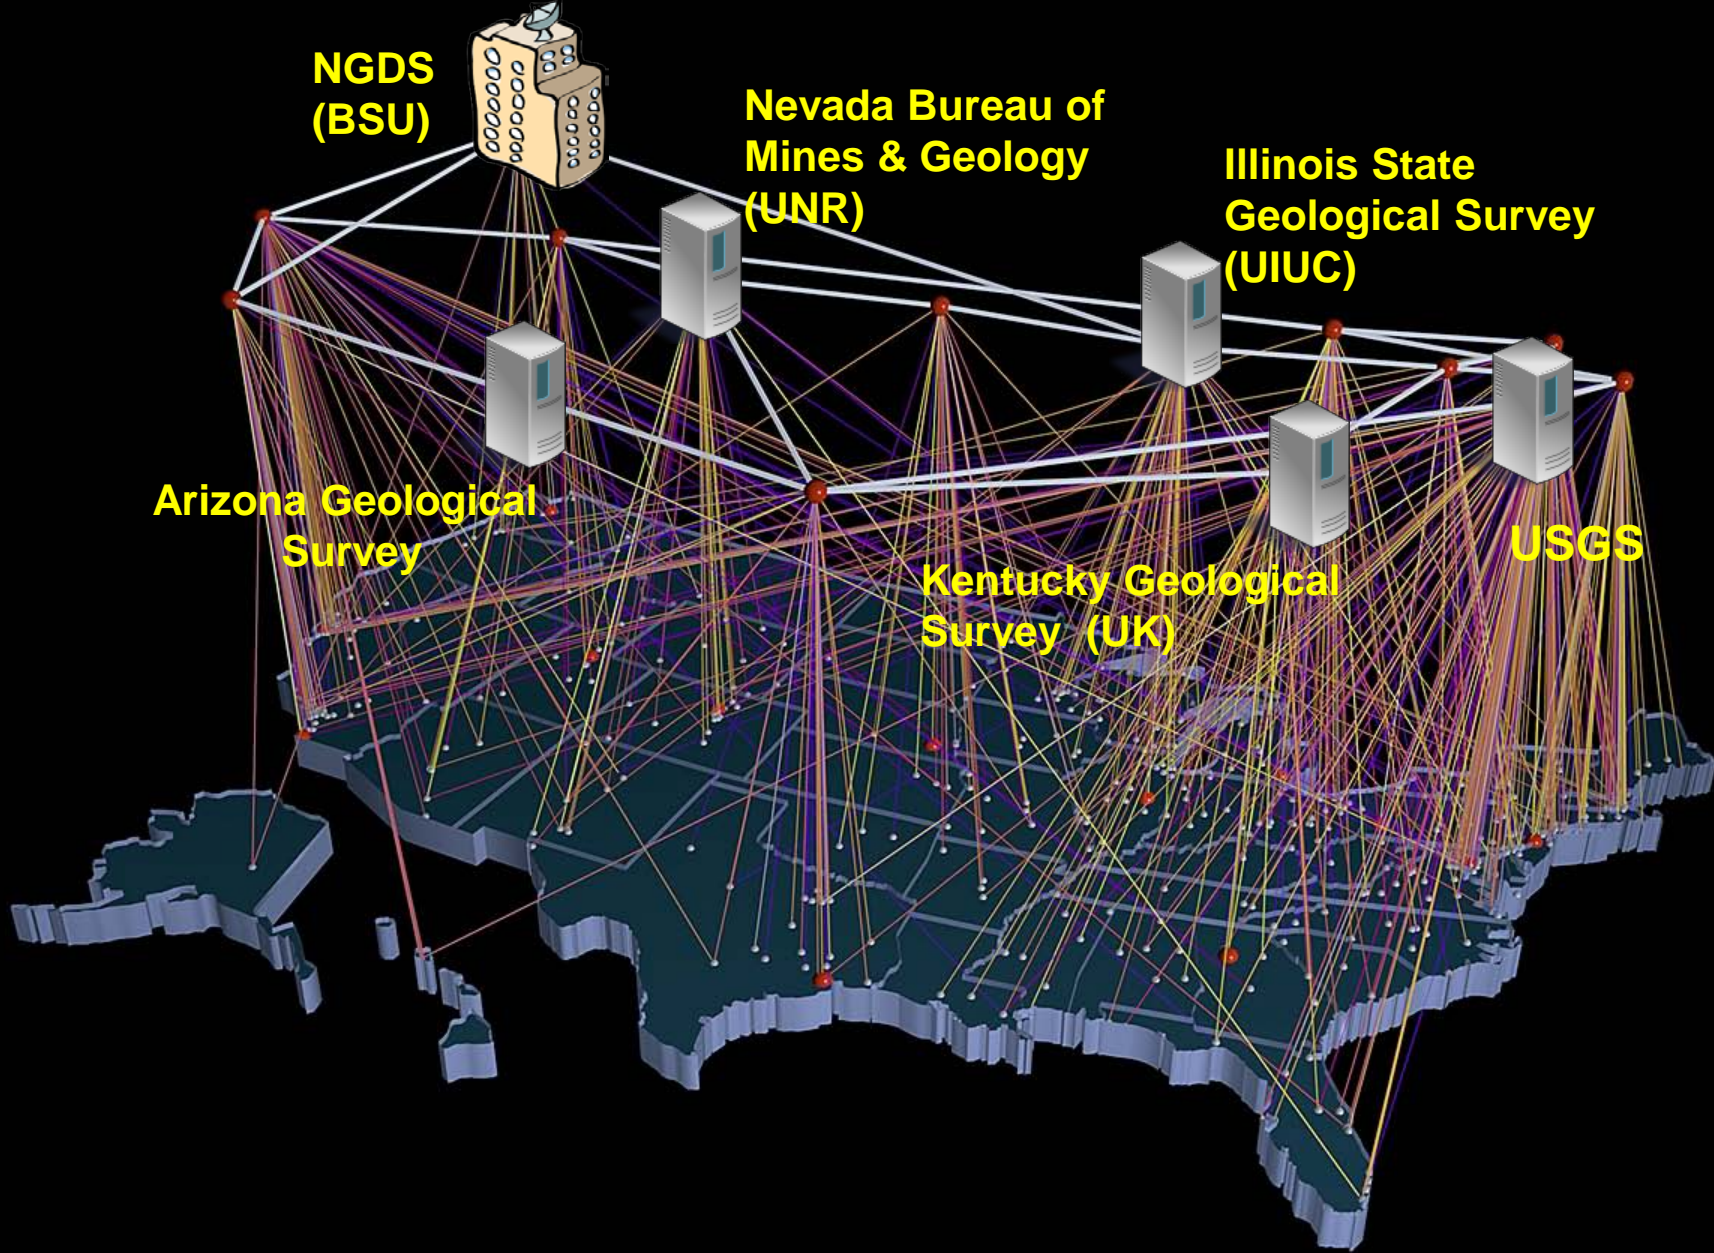 NGDS
(BSU)
Nevada Bureau of
Mines & Geology
(UNR)
Illinois State
Geological Survey
(UIUC)
Arizona Geological
Survey
USGS
Kentucky Geological
Survey (UK)